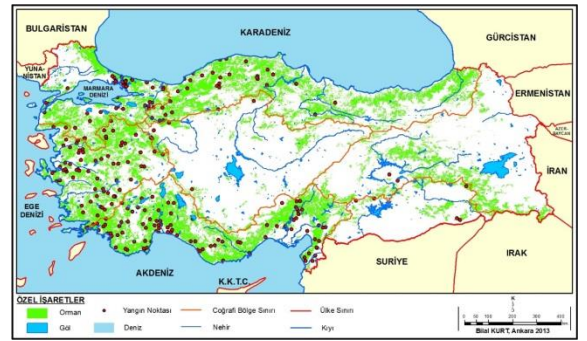 BULGARİSTAN
KARADENİZ
GÜRCİSTAN
YUNA-
NİSTAN
MARMARA
DENİZİ
ERMENİSTAN
İRAN
EGE
DENİZİ
AKDENİZ
K.K.T.C.
SURİYE
IRAK
ÖZEL İŞARETLER
Orman
Yangın Noktası
Coğrafi Bölge Sınırı
Ülke Sınırı
Göl
Deniz
Nehir
Kıyı
K
Bilal KURT, Ankara 2013